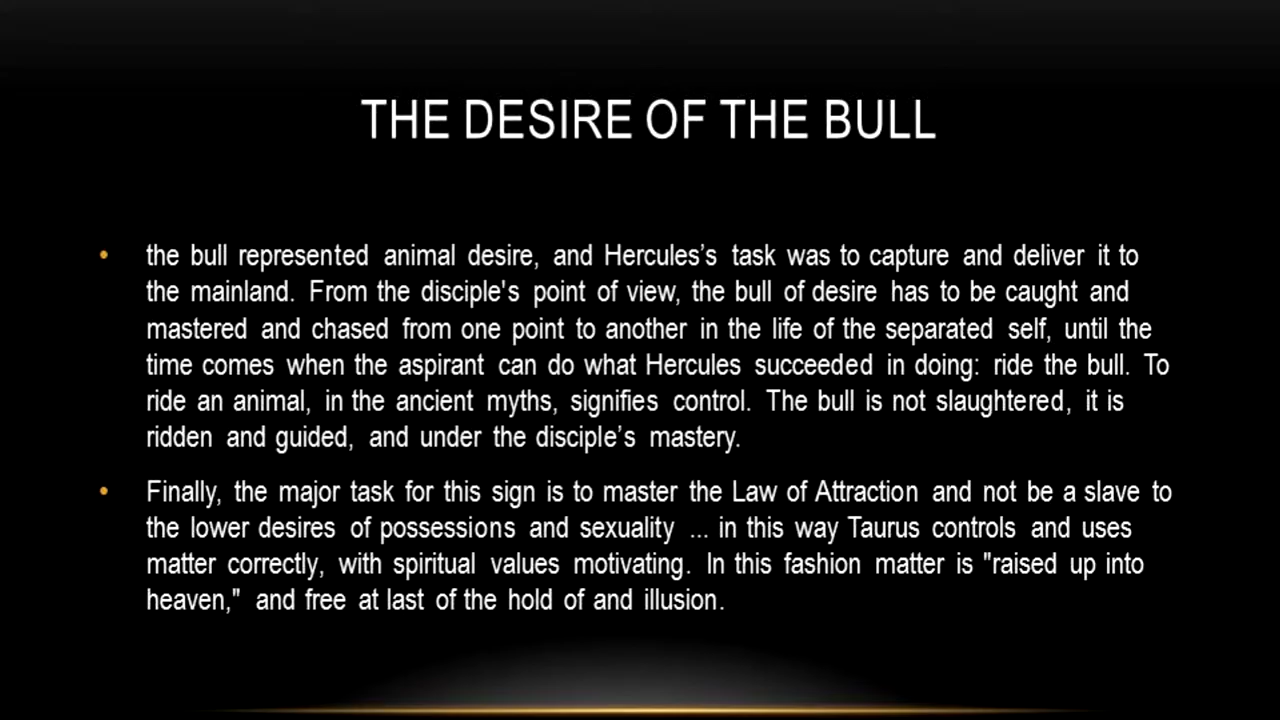 THE DESIRE OF THE BULL
• the bull represented animal desire, and Hercules’s task was to capture and deliver it to
the mainland. From the disciple's point of view, the bull of desire has to be caught and
mastered and chased from one point to another in the life of the separated self, until the
time comes when the aspirant can do what Hercules succeeded in doing: ride the bull. To
ride an animal, in the ancient myths, signifies control. The bull is not slaughtered, it is
ridden and guided, and under the disciple’s mastery.
• Finally, the major task for this sign is to master the Law of Attraction and not be a slave to
the lower desires of possessions and sexuality ... in this way Taurus controls and uses
matter correctly, with spiritual values motivating. In this fashion matter is "raised up into
heaven," and free at last of the hold of and illusion.